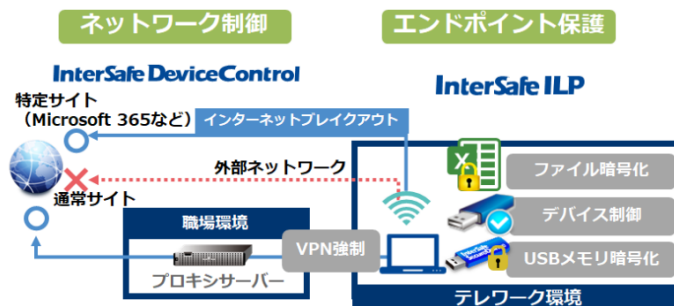 ネットワーク制御
エンドポイント保護
InterSafe DeviceControl
InterSafe ILP
特定サイト
（Microsoft 365など）
インターネットブレイクアウト
外部ネットワーク
通常サイト
職場環境
プロキシサーバー
VPN強制
ファイル暗号化
デバイス制御
USBメモリ暗号化
テレワーク環境